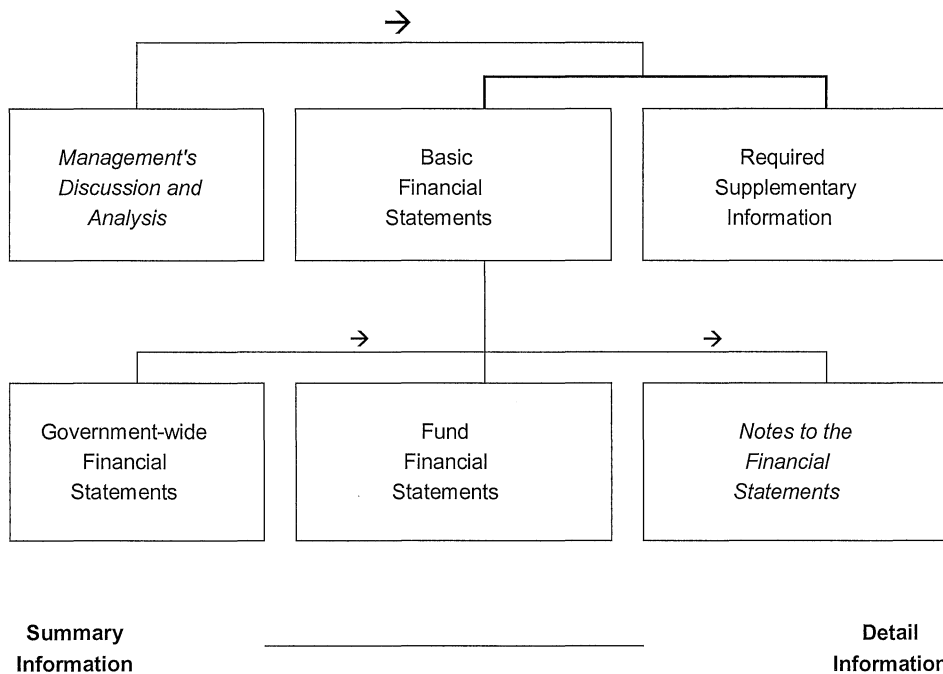 →
Management's
Discussion and
Analysis
Basic
Financial
Statements
Required
Supplementary
Information
→
→
Government-wide
Financial
Statements
Fund
Financial
Statements
Notes to the
Financial
Statements
Summary
Information
Detail
Information